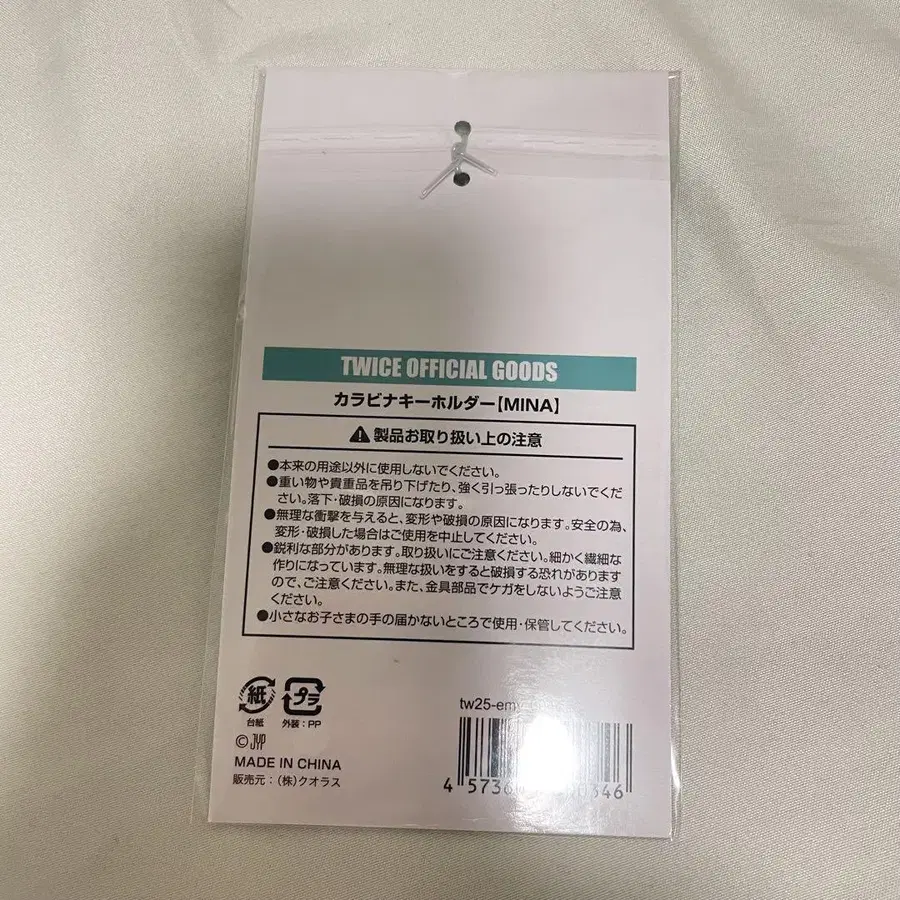 TWICE OFFICIAL GOODS
カラビナキーホルダー【MINA】
⚠製品お取り扱い上の注意
●本来の用途以外に使用しないでください。
●重い物や貴重品を吊り下げたり、強く引っ張ったりしないでくだ
さい。落下・破損の原因になります。
●無理な衝撃を与えると、変形や破損の原因になります。安全の為、
変形・破損した場合はご使用を中止してください。
●鋭利な部分があります。取り扱いにご注意ください。細かく繊細な
作りになっています。無理な扱いをすると破損する恐れがあります
ので、ご注意ください。また、金具部品でケガをしないようご注意
ください。
●小さなお子さまの手の届かないところで使用・保管してください。
紙
台紙
プラ
外装：PP
tw25-em
© JYP
MADE IN CHINA
販売元：（株）クオラス
4 5736 0346